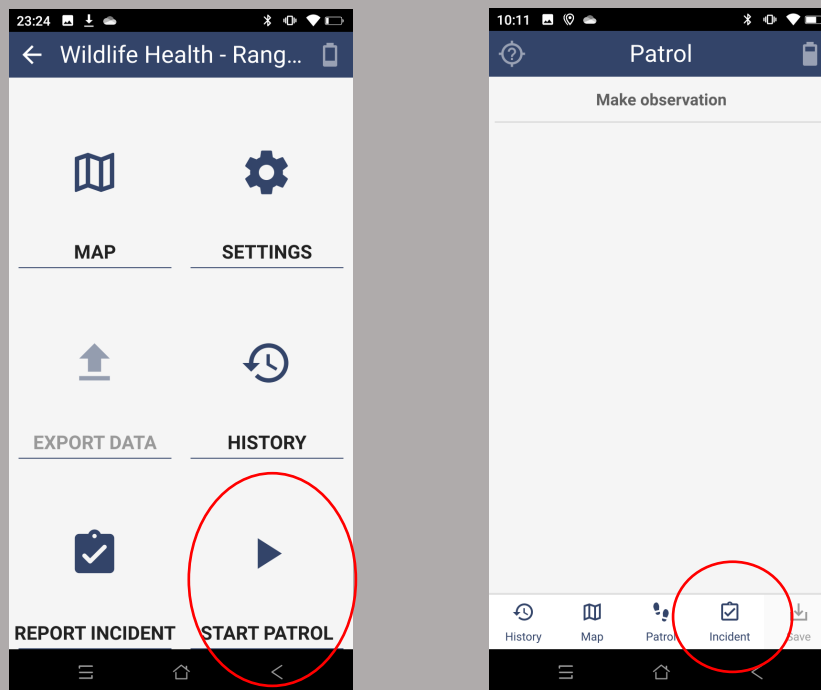 23:24
Wildlife Health - Rang...
MAP
SETTINGS
EXPORT DATA
HISTORY
REPORT INCIDENT
START PATROL
10:11
Patrol
Make observation
History
Map
Patrol
Incident
Save